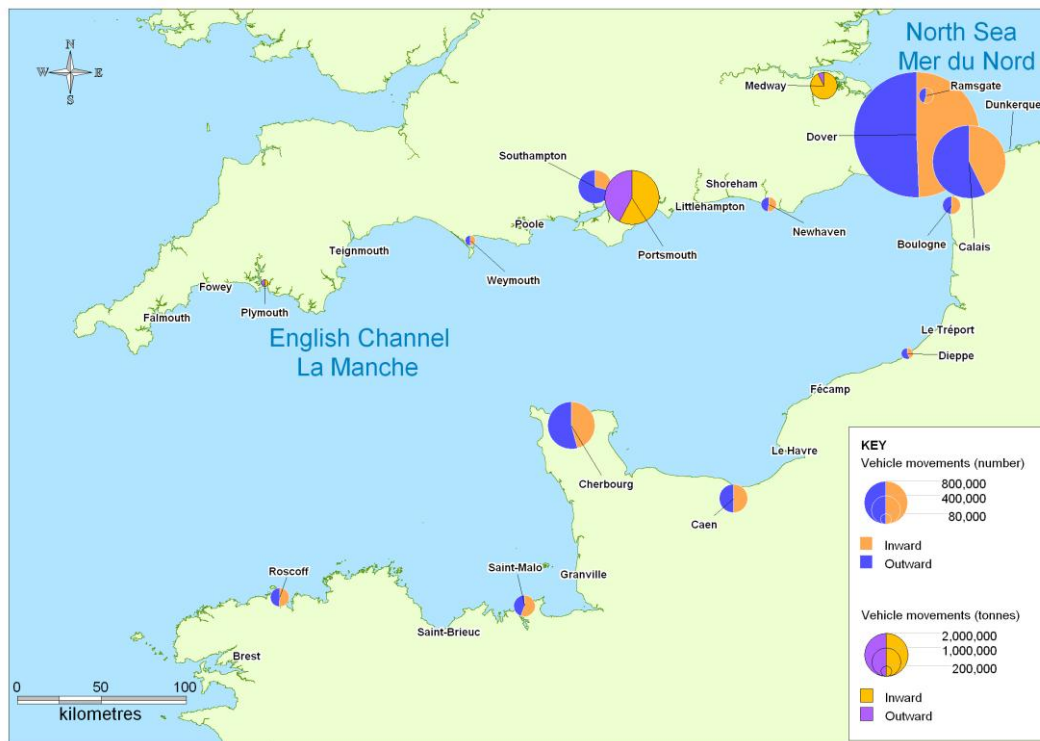 North Sea
Mer du Nord
N
W E
S
Medway
Ramsgate
Dunkerque
Dover
Southampton
Shoreham
Littlehampton
Poole
Newhaven
Boulogne
Calais
Portsmouth
Teignmouth
Weymouth
Fowey
Plymouth
Falmouth
English Channel
La Manche
Le Tréport
Dieppe
Fécamp
Le Havre
Cherbourg
Caen
Roscoff
Saint-Malo
Granville
Saint-Brieuc
Brest
0 50 100
kilometres
KEY
Vehicle movements (number)
800,000
400,000
80,000
Inward
Outward
Vehicle movements (tonnes)
2,000,000
1,000,000
200,000
Inward
Outward